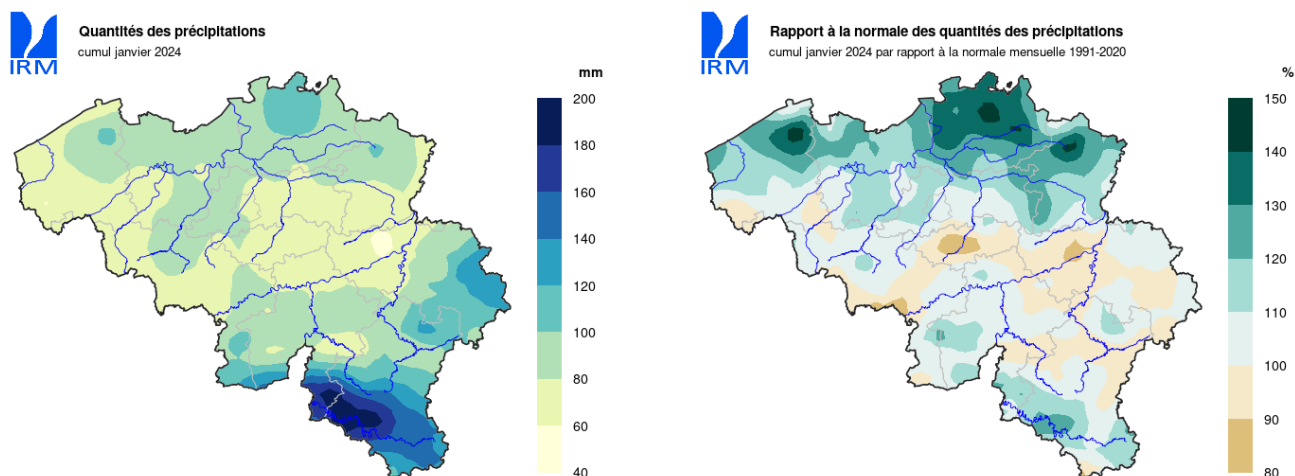 IRM
Quantités des précipitations
cumul janvier 2024
mm
200
180
160
140
120
100
80
60
40
IRM
Rapport à la normale des quantités des précipitations
cumul janvier 2024 par rapport à la normale mensuelle 1991-2020
%
150
140
130
120
110
100
90
80